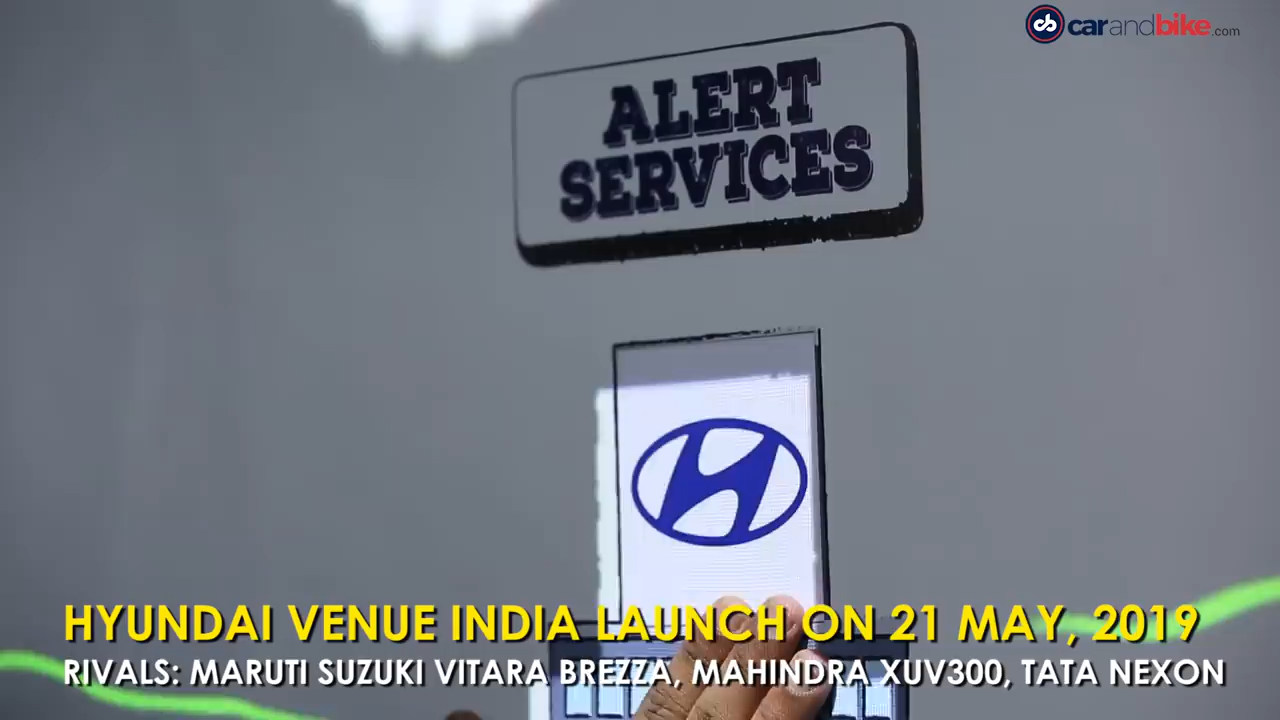 carandbike.com
ALERT
SERVICES
HYUNDAI VENUE INDIA LAUNCH ON 21 MAY, 2019
RIVALS: MARUTI SUZUKI VITARA BREZZA, MAHINDRA XUV300, TATA NEXON